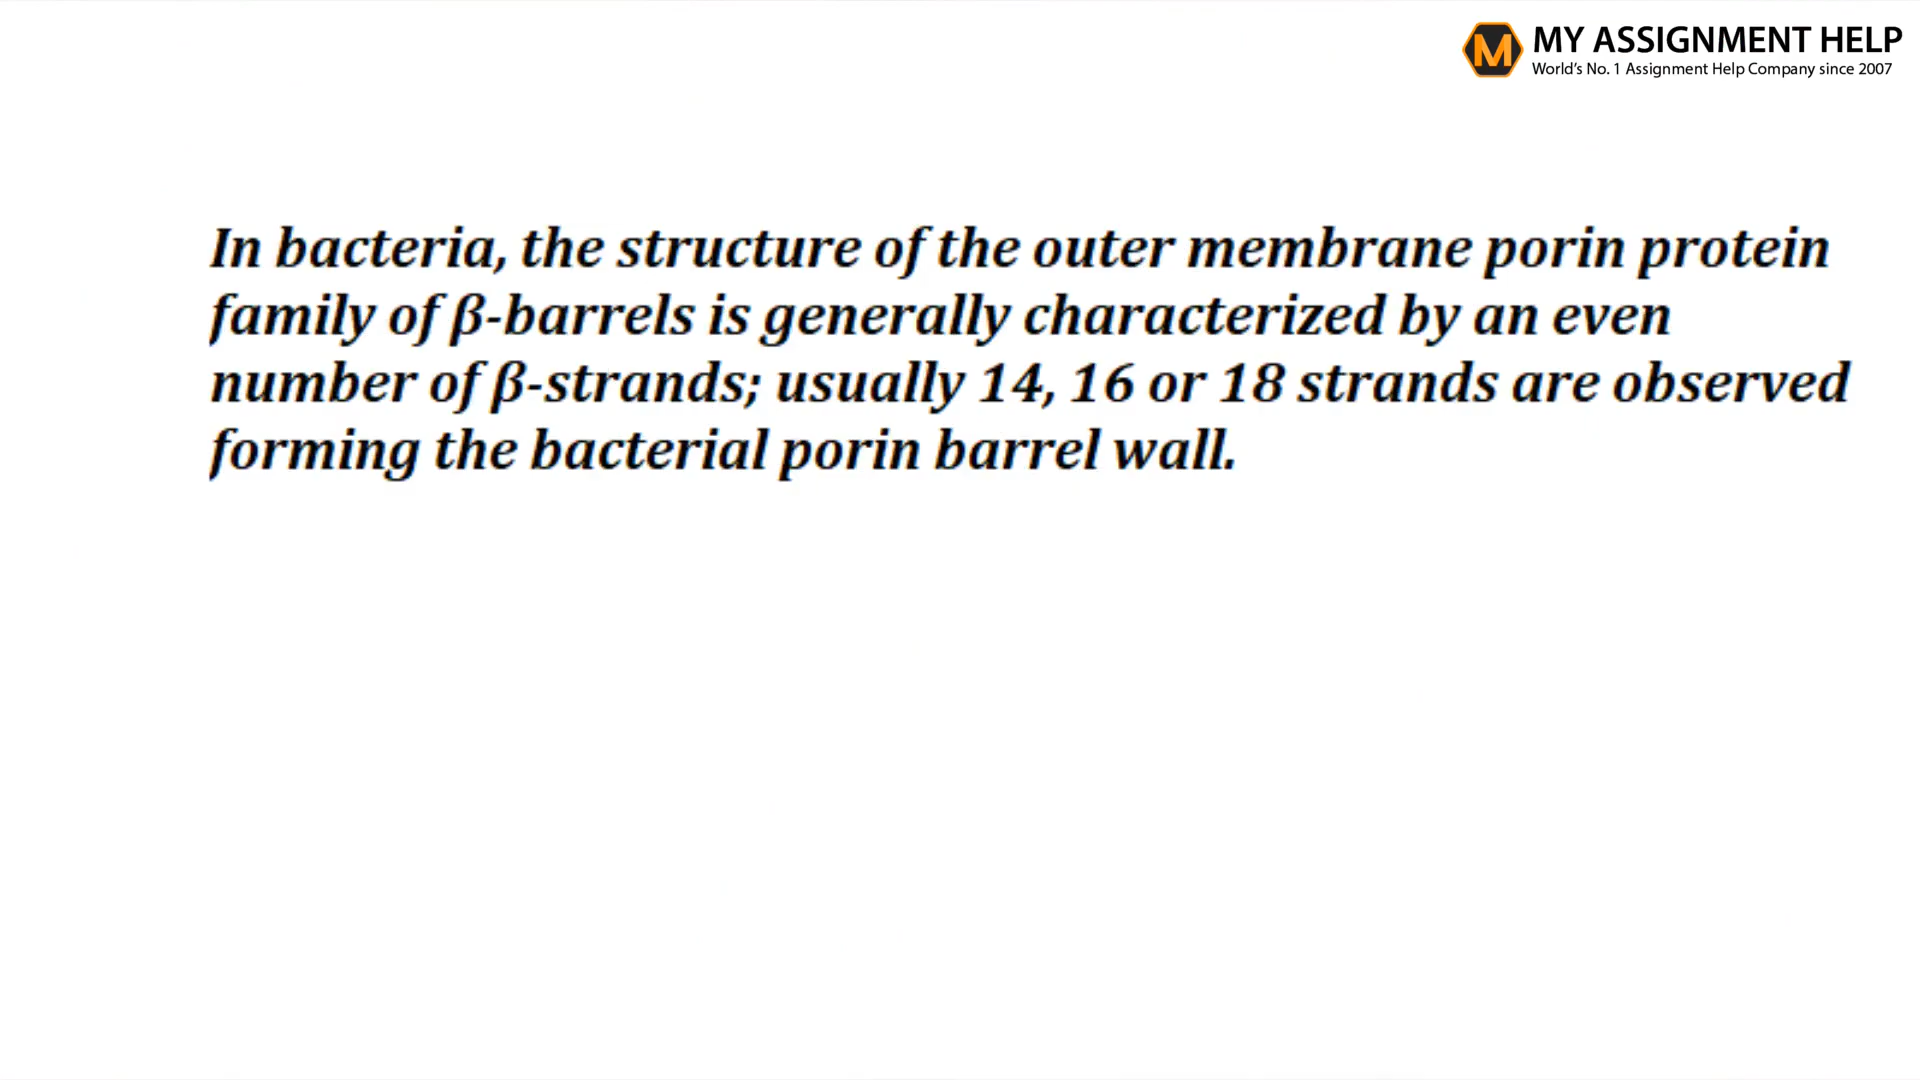 M MY ASSIGNMENT HELP
World's No. 1 Assignment Help Company since 2007
In bacteria, the structure of the outer membrane porin protein
family of β-barrels is generally characterized by an even
number of β-strands; usually 14, 16 or 18 strands are observed
forming the bacterial porin barrel wall.